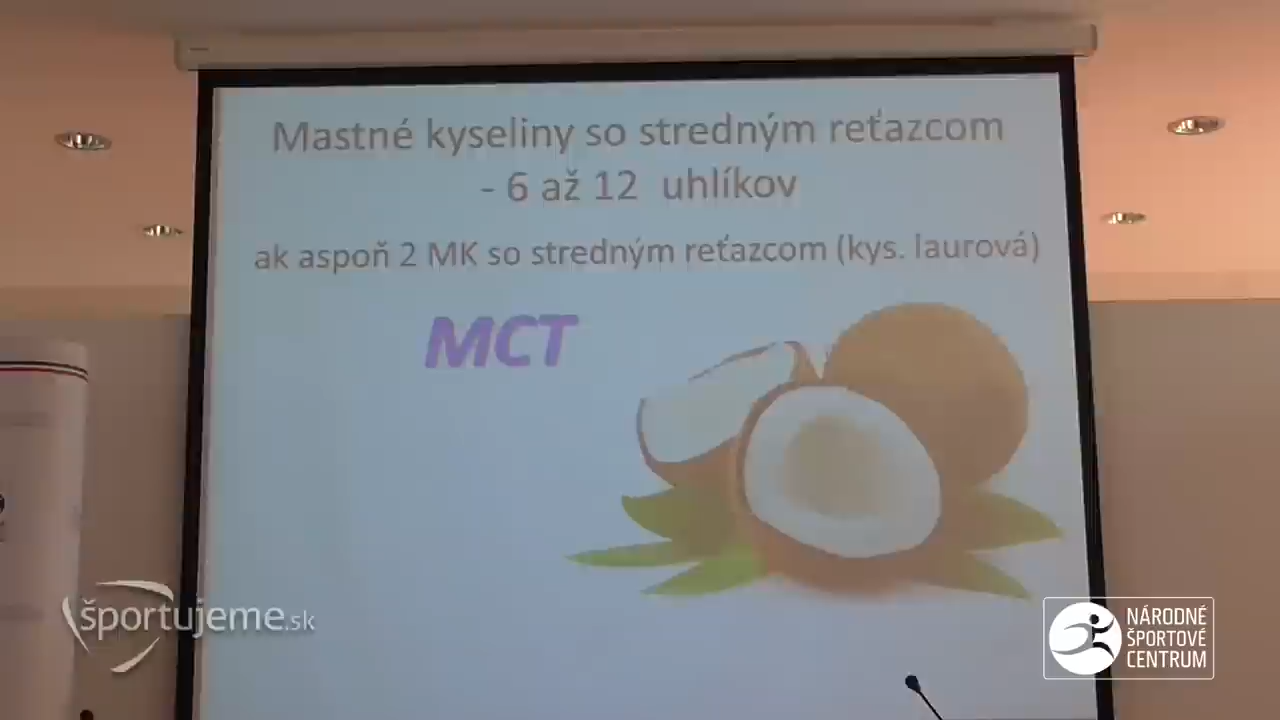 Mastné kyseliny so stredným reťazcom
- 6 až 12 uhlíkov
ak aspoň 2 MK so stredným reťazcom (kys. laurová)
MCT
športujeme.sk
NÁRODNÉ
ŠPORTOVÉ
CENTRUM